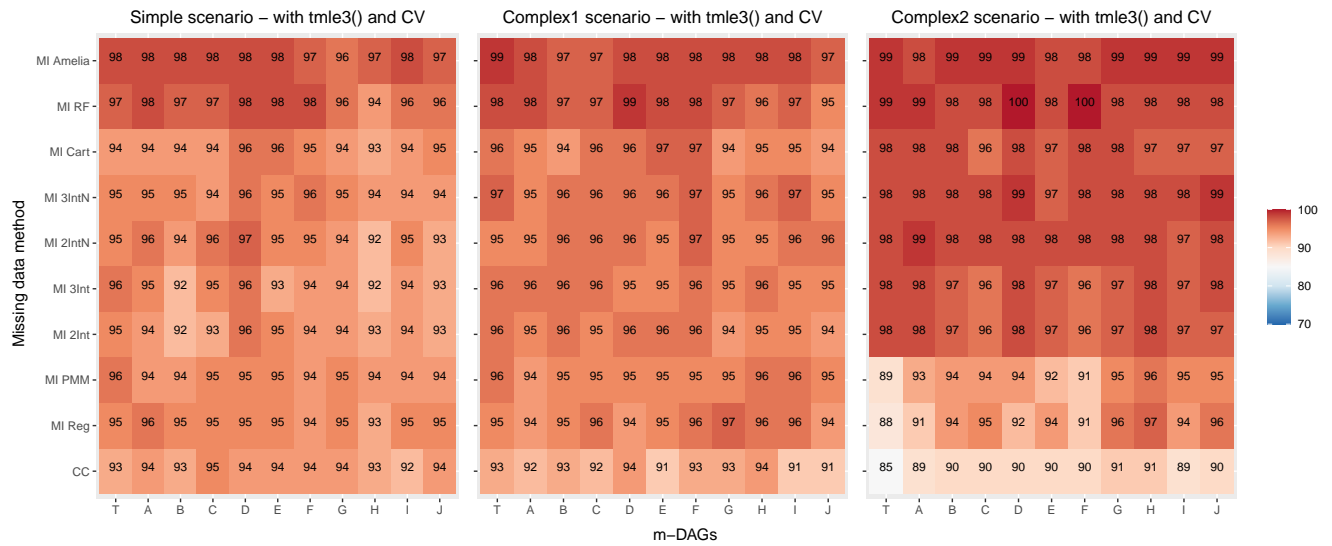 Simple scenario − with tmle3() and CV Complex1 scenario − with tmle3() and CV Complex2 scenario − with tmle3() and CV
MI Amelia 98 98 98 98 98 97 96 97 98 97 99 98 97 97 98 98 98 98 98 98 97 99 98 99 99 99 98 98 99 99 99 99
MI RF 97 98 97 97 98 98 98 96 94 96 96 98 98 97 97 99 98 98 97 96 97 95 99 99 98 98 100 98 100 98 98 98 98
MI Cart 94 94 94 94 96 96 95 94 93 94 95 96 95 94 96 96 97 97 94 95 95 94 98 98 98 96 98 97 98 98 97 97 97
MI 3IntN 95 95 95 94 96 95 96 95 94 94 94 97 95 96 96 96 96 97 95 96 97 95 98 98 98 98 99 97 98 98 98 98 99
MI 2IntN 95 96 94 96 97 95 95 94 92 95 93 95 95 96 96 96 95 97 95 95 96 96 98 99 98 98 98 98 98 98 98 97 98
MI 3Int 96 95 92 95 96 93 94 94 92 94 93 96 96 96 96 95 95 96 95 96 95 95 98 98 97 96 98 97 96 97 98 97 98
MI 2Int 95 94 92 93 96 95 94 94 93 94 93 96 95 96 95 96 96 96 94 95 95 94 98 98 97 96 98 97 96 97 98 97 97
MI PMM 96 94 94 95 95 95 94 95 94 94 94 96 94 95 95 95 95 95 95 96 96 95 89 93 94 94 94 92 91 95 96 95 95
MI Reg 95 96 95 95 95 95 94 95 93 95 95 95 94 95 96 94 95 96 97 96 96 94 88 91 94 95 92 94 91 96 97 94 96
CC 93 94 93 95 94 94 94 94 93 92 94 93 92 93 92 94 91 93 93 94 91 91 85 89 90 90 90 90 90 91 91 89 90
T A B C D E F G H I J T A B C D E F G H I J T A B C D E F G H I J
m−DAGs
Missing data method
100
90
80
70